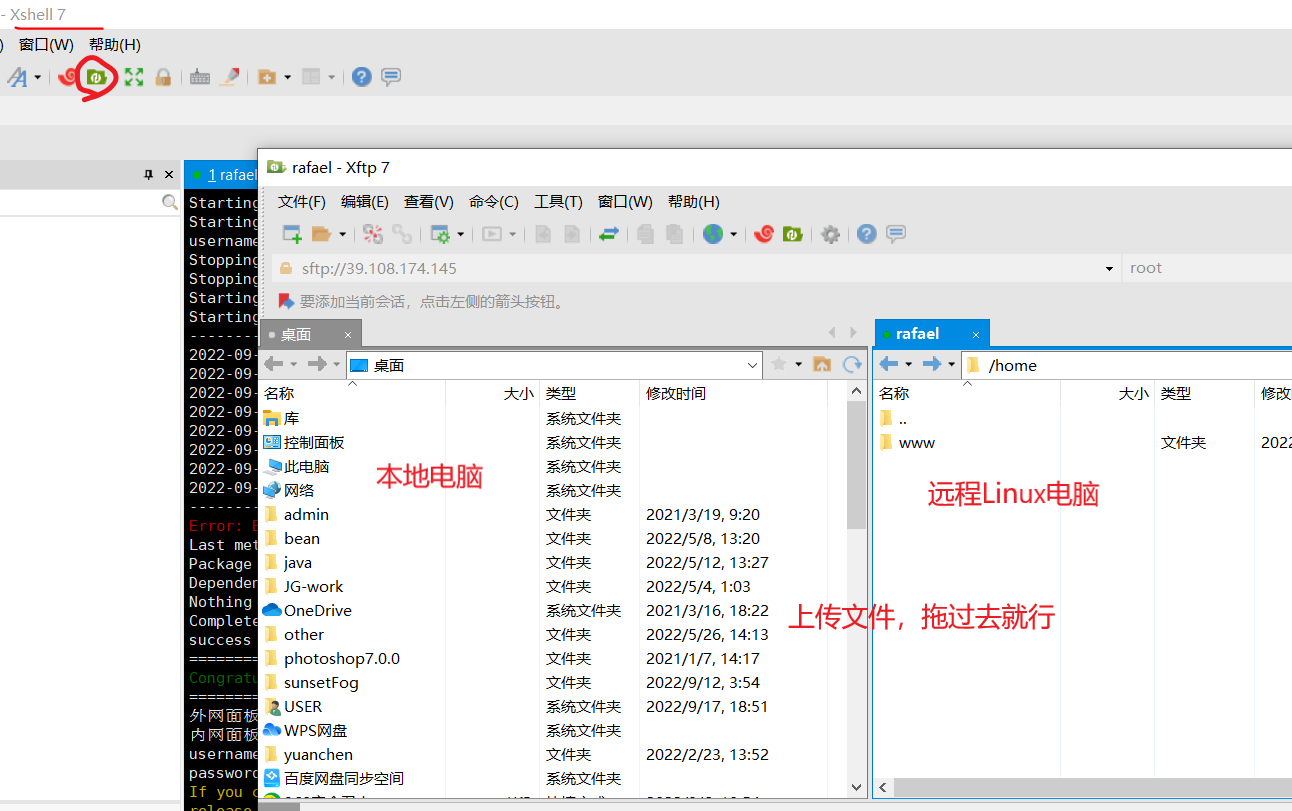 - Xshell 7
) 窗口(W) 帮助(H)
1 rafael
Starting
Starting
username
Stopping
Stopping
Starting
Starting
--------
2022-09-
2022-09-
2022-09-
2022-09-
2022-09-
2022-09-
2022-09-
2022-09-
--------
Error:
Last met
Package
Depender
Nothing
Complete
success
========
Congratu
========
外网面板
内网面板
username
password
If you c
release
rafael - Xftp 7
文件(F) 编辑(E) 查看(V) 命令(C) 工具(T) 窗口(W) 帮助(H)
sftp://39.108.174.145 root
要添加当前会话，点击左侧的箭头按钮。
桌面
桌面
名称 大小 类型 修改时间
库 系统文件夹
控制面板 系统文件夹
此电脑 系统文件夹
网络 系统文件夹
admin 文件夹 2021/3/19, 9:20
bean 文件夹 2022/5/8, 13:20
java 文件夹 2022/5/12, 13:27
JG-work 文件夹 2022/5/4, 1:03
OneDrive 系统文件夹 2021/3/16, 18:22
other 文件夹 2022/5/26, 14:13
photoshop7.0.0 文件夹 2021/1/7, 14:17
sunsetFog 文件夹 2022/9/12, 3:54
USER 系统文件夹 2022/9/17, 18:51
WPS网盘 系统文件夹
yuanchen 文件夹 2022/2/23, 13:52
百度网盘同步空间 系统文件夹
本地电脑
rafael
/home
名称 大小 类型 修改
..
www 文件夹 2022
远程Linux电脑
上传文件，拖过去就行